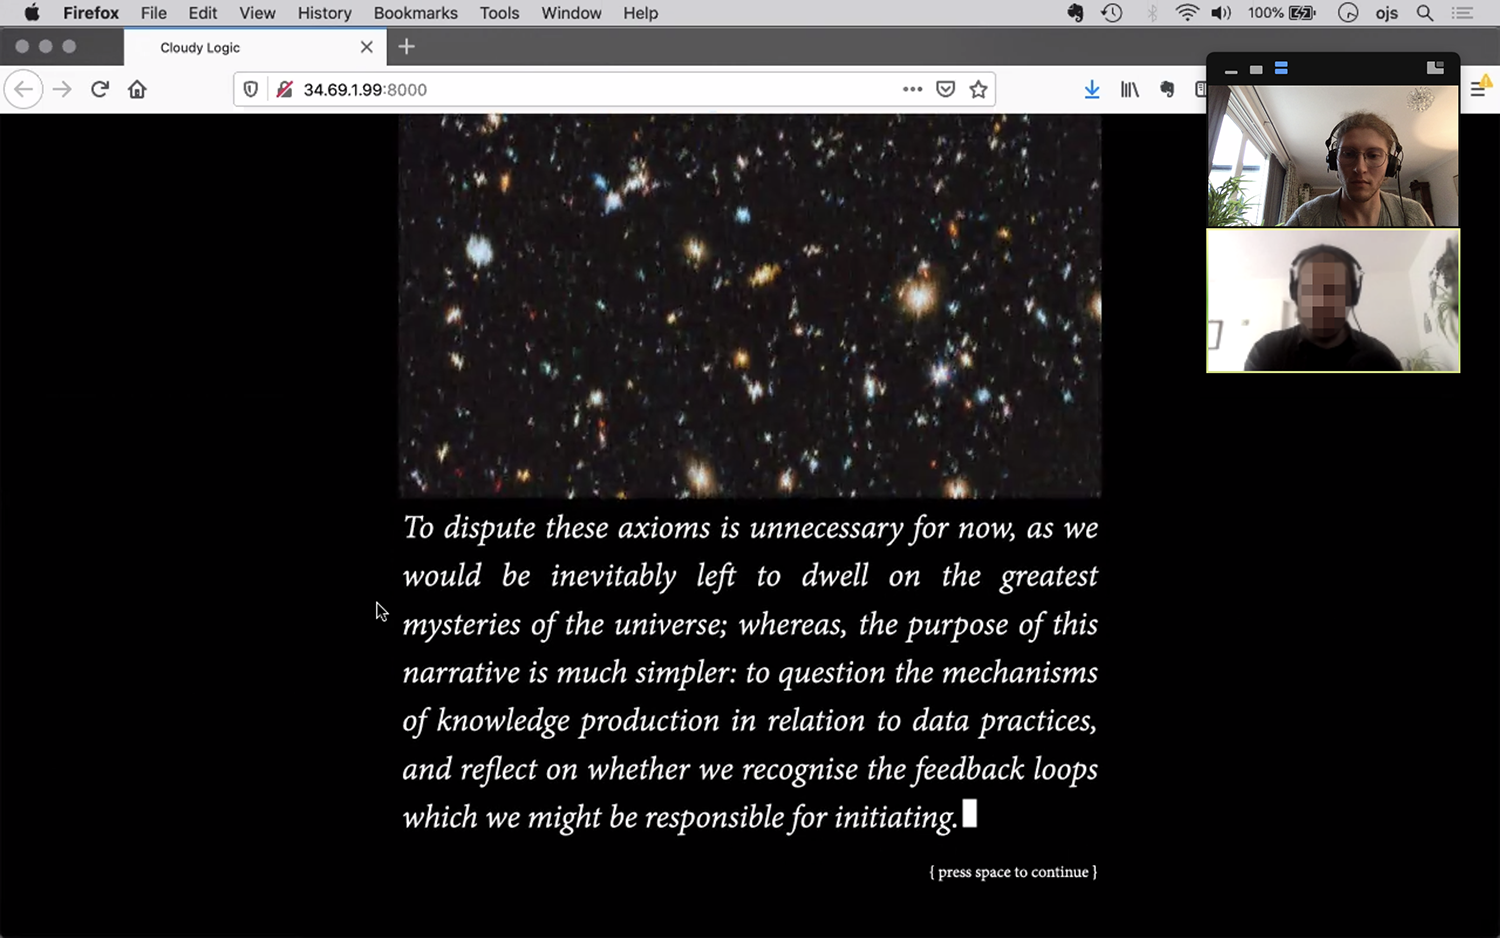 Firefox File Edit View History Bookmarks Tools Window Help 100% ojs
Cloudy Logic
34.69.1.99:8000
To dispute these axioms is unnecessary for now, as we
would be inevitably left to dwell on the greatest
mysteries of the universe; whereas, the purpose of this
narrative is much simpler: to question the mechanisms
of knowledge production in relation to data practices,
and reflect on whether we recognise the feedback loops
which we might be responsible for initiating.
{ press space to continue }